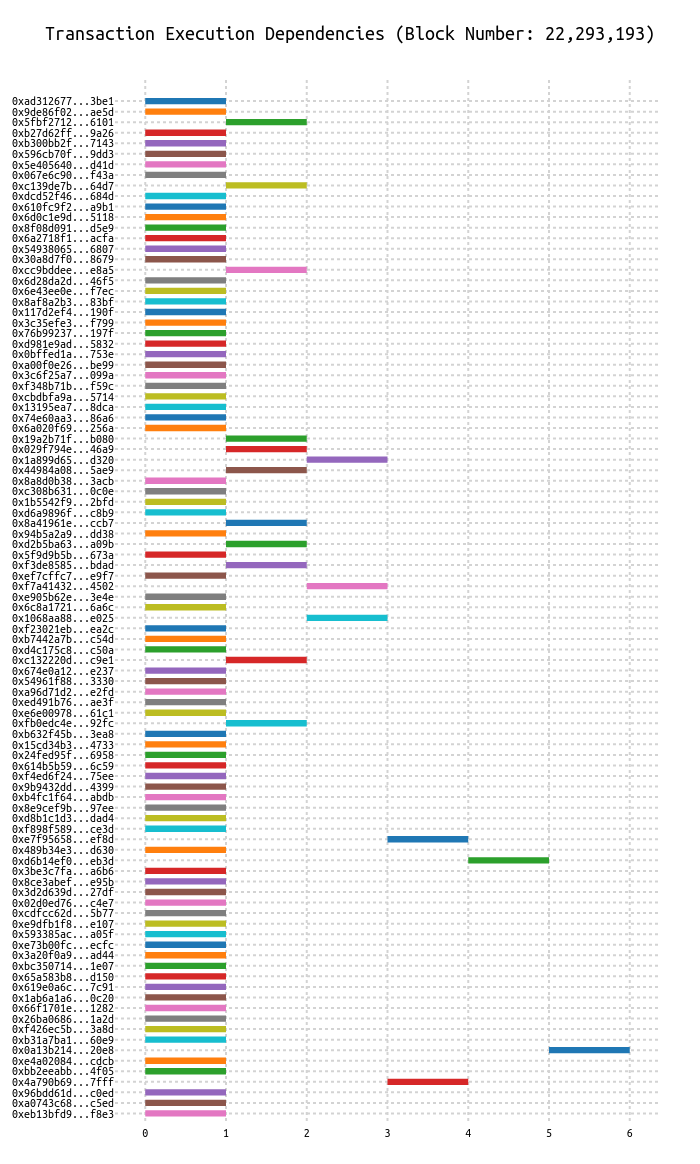 Transaction Execution Dependencies (Block Number: 22,293,193)
0xad312677...3be1
0x9de86f02...ae5d
0x5fbf2712...6101
0xb27d62ff...9a26
0xb300bb2f...7143
0x596cb70f...9dd3
0x5e405640...d41d
0x067e6c90...f43a
0xc139de7b...64d7
0xdcd52f46...684d
0x610fc9f2...a9b1
0x6d0c1e9d...5118
0x8f08d091...d5e9
0x6a2718f1...acfa
0x54938065...6807
0x30a8d7f0...8679
0xcc9bddee...e8a5
0x6d28da2d...46f5
0x6e43ee0e...f7ec
0x8af8a2b3...83bf
0x117d2ef4...190f
0x3c35efe3...f799
0x76b99237...197f
0xd981e9ad...5832
0x0bffed1a...753e
0xa00f0e26...be99
0x3c6f25a7...099a
0xf348b71b...f59c
0xcbdbfa9a...5714
0x13195ea7...8dca
0x74e60aa3...86a6
0x6a020f69...256a
0x19a2b71f...b080
0x029f794e...46a9
0x1a899d65...d320
0x44984a08...5ae9
0x8a8d0b38...3acb
0xc308b631...0c0e
0x1b5542f9...2bfd
0xd6a9896f...c8b9
0x8a41961e...ccb7
0x94b5a2a9...dd38
0xd2b5ba63...a09b
0x5f9d9b5b...673a
0xf3de8585...bdad
0xef7cffc7...e9f7
0xf7a41432...4502
0xe905b62e...3e4e
0x6c8a1721...6a6c
0x1068aa88...e025
0xf23021eb...ea2c
0xb7442a7b...c54d
0xd4c175c8...c50a
0xc132220d...c9e1
0x674e0a12...e237
0x54961f88...3330
0xa96d71d2...e2fd
0xed491b76...ae3f
0xe6e00978...61c1
0xfb0edc4e...92fc
0xb632f45b...3ea8
0x15cd34b3...4733
0x24fed95f...6958
0x614b5b59...6c59
0xf4ed6f24...75ee
0x9b9432dd...4399
0xb4fc1f64...abdb
0x8e9cef9b...97ee
0xd8b1c1d3...dad4
0xf898f589...ce3d
0xe7f95658...ef8d
0x489b34e3...d630
0xd6b14ef0...eb3d
0x3be3c7fa...a6b6
0x8ce3abef...e95b
0x3d2d639d...27df
0x02d0ed76...c4e7
0xcdfcc62d...5b77
0xe9dfb1f8...e107
0x593385ac...a05f
0xe73b00fc...ecfc
0x3a20f0a9...ad44
0xbc350714...1e07
0x65a583b8...d150
0x619e0a6c...7c91
0x1ab6a1a6...0c20
0x66f1701e...1282
0x26ba0686...1a2d
0xf426ec5b...3a8d
0xb31a7ba1...60e9
0x0a13b214...20e8
0xe4a02084...cdcb
0xbb2eeabb...4f05
0x4a790b69...7fff
0x96bdd61d...c0ed
0xa0743c68...c5ed
0xeb13bfd9...f8e3
0 1 2 3 4 5 6